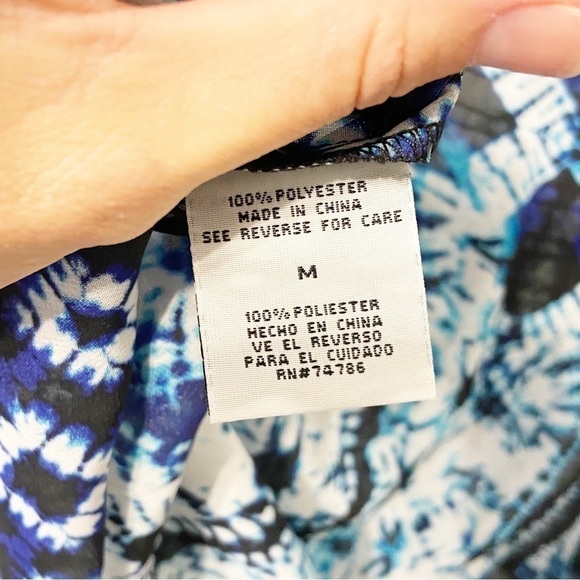 100% POLYESTER
MADE IN CHINA
SEE REVERSE FOR CARE
M
100% POLIESTER
HECHO EN CHINA
VE EL REVERSO
PARA EL CUIDADO
RN#74786